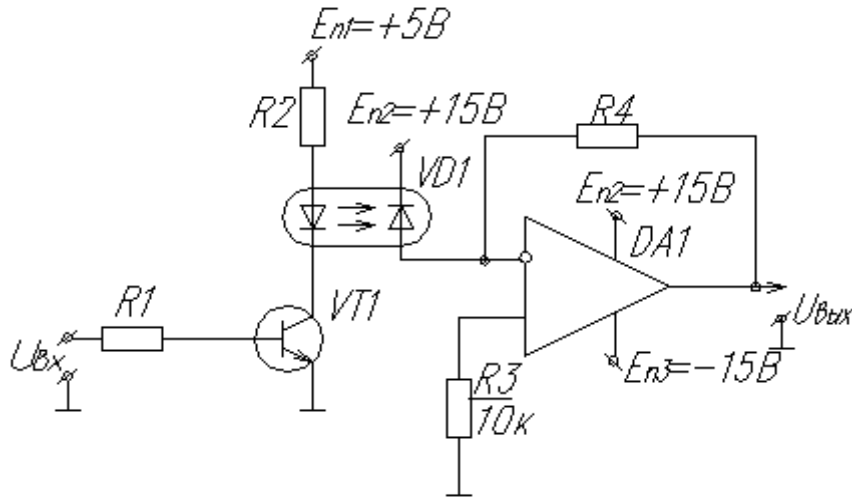 Eп1=+5В
R2
Eп2=+15В
R4
VD1
Eп2=+15В
DA1
R1
VT1
Uвх
Uвых
R3
10к
Eп3=-15В